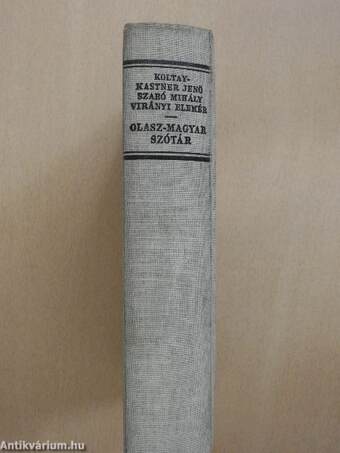 KOLTAY-
KASTNER JENŐ
SZABÓ MIHÁLY
VIRÁNYI ELEMÉR
OLASZ-MAGYAR
SZÓTÁR
Antikvárium.hu